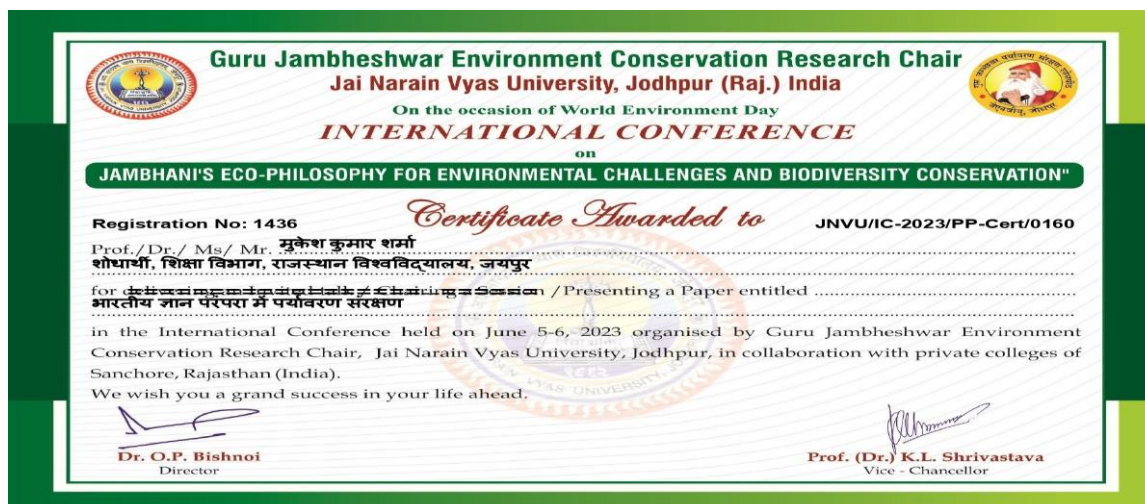 Guru Jambheshwar Environment Conservation Research Chair
Jai Narain Vyas University, Jodhpur (Raj.) India
On the occasion of World Environment Day
INTERNATIONAL CONFERENCE
on
JAMBHANI'S ECO-PHILOSOPHY FOR ENVIRONMENTAL CHALLENGES AND BIODIVERSITY CONSERVATION"
Registration No: 1436
Certificate Awarded to
JNVU/IC-2023/PP-Cert/0160
Prof./Dr./ Ms/ Mr. मुकेश कुमार शर्मा
शोधार्थी, शिक्षा विभाग, राजस्थान विश्वविद्यालय, जयपुर
for delivering Chairing a Session /Presenting a Paper entitled
भारतीय ज्ञान परंपरा में पर्यावरण संरक्षण
in the International Conference held on June 5-6, 2023 organised by Guru Jambheshwar Environment
Conservation Research Chair, Jai Narain Vyas University, Jodhpur, in collaboration with private colleges of
Sanchore, Rajasthan (India).
We wish you a grand success in your life ahead.
Dr. O.P. Bishnoi
Director
Prof. (Dr.) K.L. Shrivastava
Vice - Chancellor